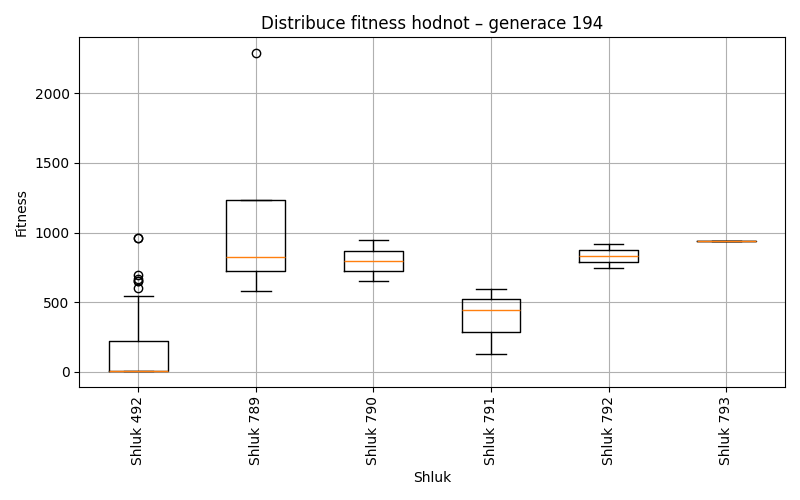 Distribuce fitness hodnot – generace 194
Fitness
2000
1500
1000
500
0
Shluk 492
Shluk 789
Shluk 790
Shluk 791
Shluk 792
Shluk 793
Shluk